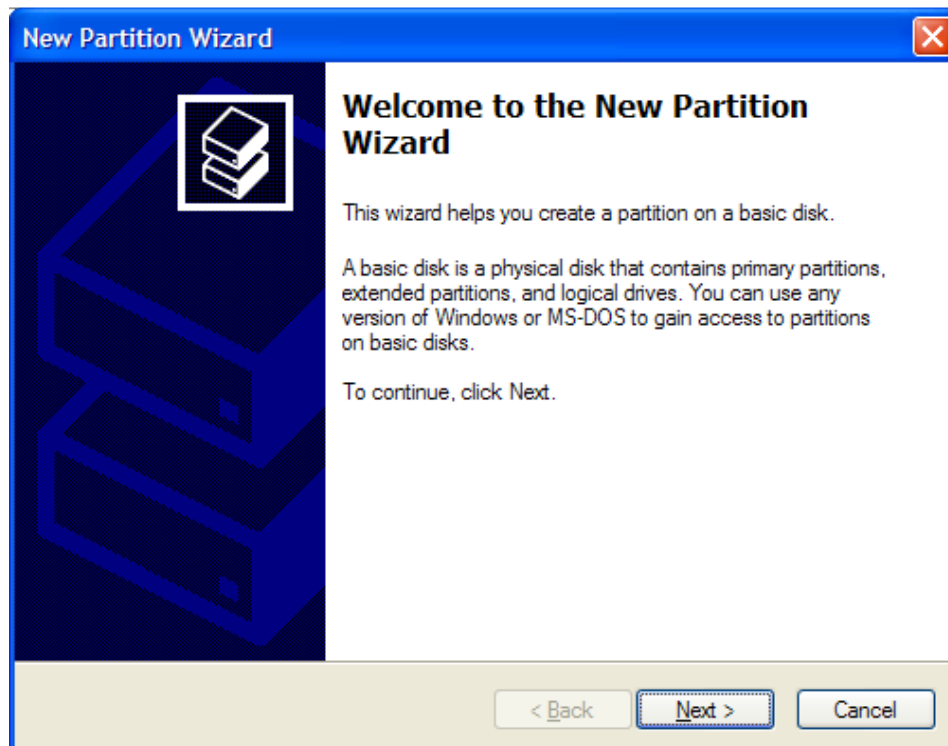 New Partition Wizard
Welcome to the New Partition
Wizard
This wizard helps you create a partition on a basic disk.
A basic disk is a physical disk that contains primary partitions,
extended partitions, and logical drives. You can use any
version of Windows or MS-DOS to gain access to partitions
on basic disks.
To continue, click Next.
< Back
Next >
Cancel